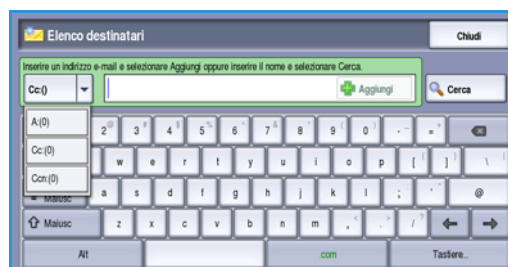 Elenco destinatari
Chiudi
Inserire un indirizzo e-mail e selezionare Aggiungi oppure inserire il nome e selezionare Cerca.
Cc:()
Aggiungi
Cerca
A:(0)
Cc:(0)
Ccn:(0)
2 @ 3 # 4 $ 5 % 6 ^ 7 & 8 * 9 ( 0 ) - = +
w e r t y u i o p [ ] \
Maiusc a s d f g h j k l ; @
Maiusc z x c v b n m , < . > / ?
Alt .com Tastiere...